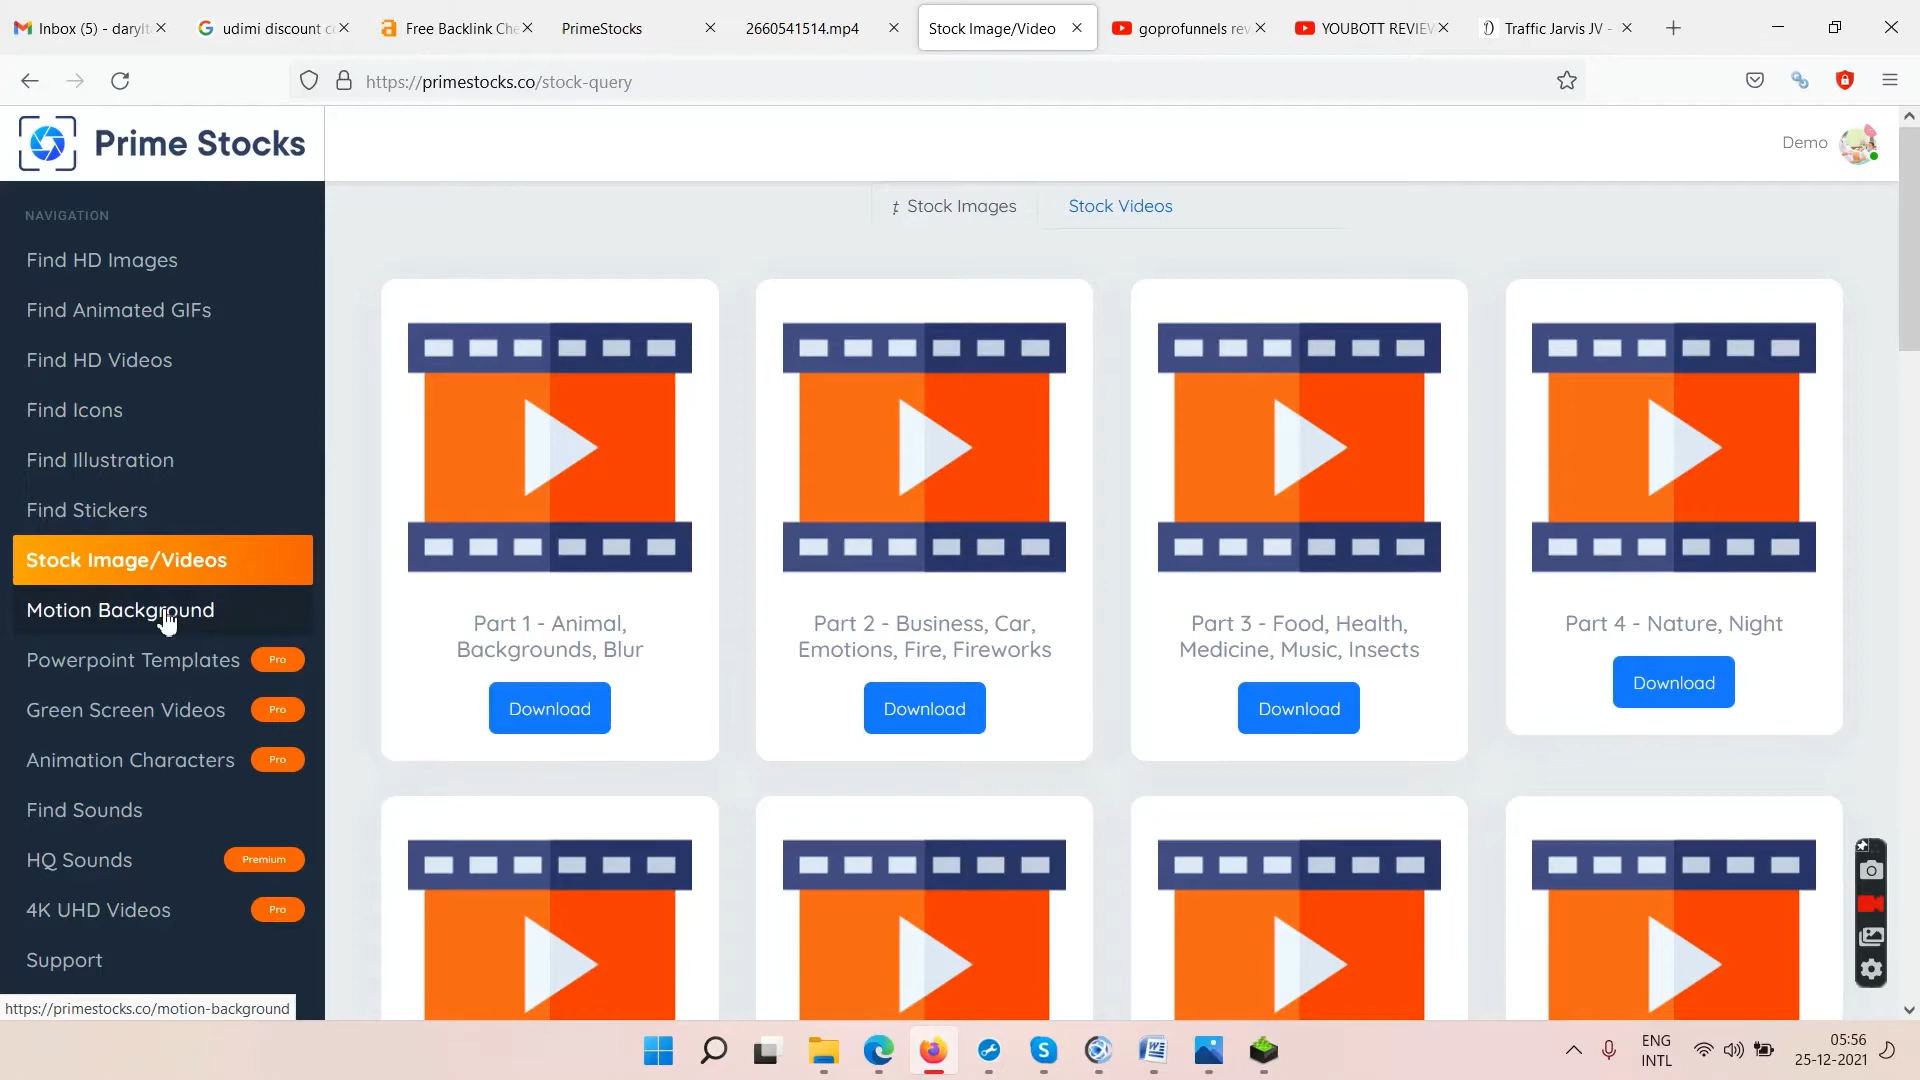 Inbox (5) - daryl
udimi discount c
Free Backlink Che
PrimeStocks
2660541514.mp4
Stock Image/Video
goprofunnels rev
YOUBOTT REVIEW
Traffic Jarvis JV -
https://primestocks.co/stock-query
Prime Stocks
Demo
NAVIGATION
Find HD Images
Find Animated GIFs
Find HD Videos
Find Icons
Find Illustration
Find Stickers
Stock Image/Videos
Motion Background
Powerpoint Templates Pro
Green Screen Videos Pro
Animation Characters Pro
Find Sounds
HQ Sounds Premium
4K UHD Videos Pro
Support
https://primestocks.co/motion-background
Stock Images
Stock Videos
Part 1 - Animal,
Backgrounds, Blur
Download
Part 2 - Business, Car,
Emotions, Fire, Fireworks
Download
Part 3 - Food, Health,
Medicine, Music, Insects
Download
Part 4 - Nature, Night
Download
ENG
INTL
05:56
25-12-2021